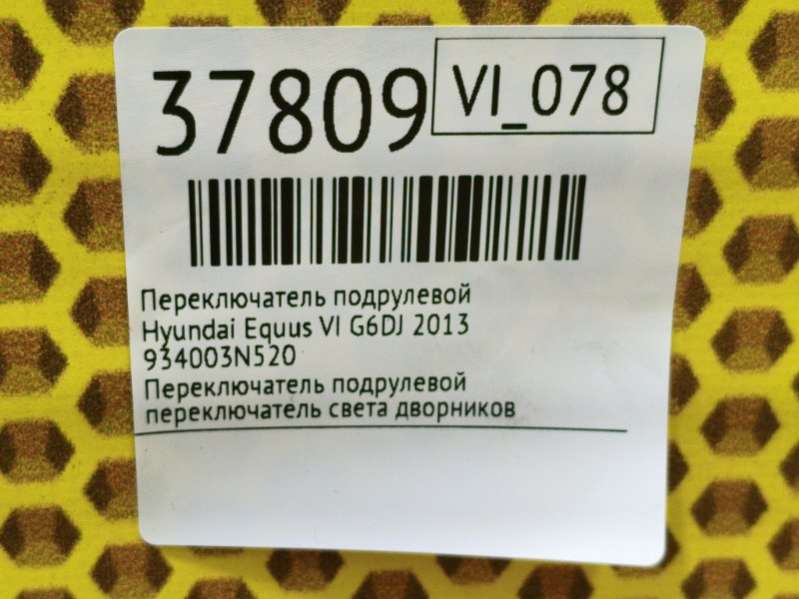 37809
VI_078
Переключатель подрулевой
Hyundai Equus VI G6DJ 2013
934003N520
Переключатель подрулевой
переключатель света дворников